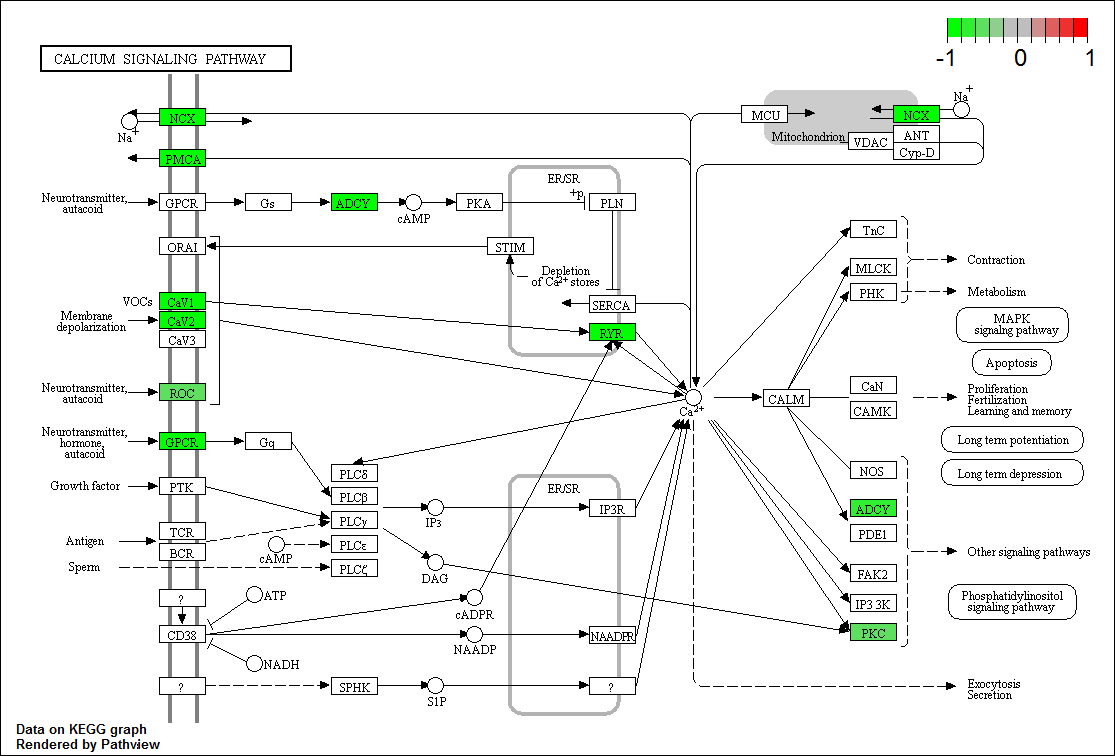 CALCIUM SIGNALING PATHWAY
-1 0 1
NCX
Na+
PMCA
MCU
Mitochondrion
NCX
Na+
VDAC
ANT
Cyp-D
Neurotransmitter,
autacoid
GPCR
Gs
ADCY
cAMP
PKA
ER/SR
+p
PLN
ORAI
STIM
Depletion
of Ca2+ stores
SERCA
RYR
VOCs
CaV1
Membrane
depolarization
CaV2
CaV3
Neurotransmitter,
autacoid
ROC
Neurotransmitter,
hormone,
autacoid
GPCR
Gq
Growth factor
PTK
Antigen
TCR
BCR
Sperm
PLCδ
PLCβ
PLCγ
PLCε
PLCζ
cAMP
IP3
DAG
ER/SR
IP3R
?
ATP
CD38
NADH
cADPR
NAADP
NAADPR
?
SPHK
S1P
?
Ca2+
CALM
TnC
MLCK
PHK
Contraction
Metabolism
MAPK
signalng pathway
Apoptosis
CaN
CAMK
Proliferation
Fertilization
Learning and memory
Long term potentiation
Long term depression
NOS
ADCY
PDE1
FAK2
IP3 3K
PKC
Other signaling pathways
Phosphatidylinositol
signaling pathway
Exocytosis
Secretion
Data on KEGG graph
Rendered by Pathview